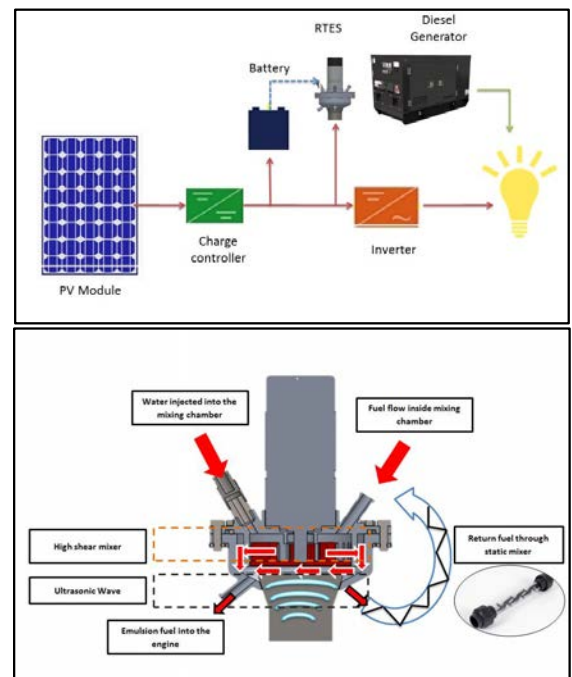 RTES
Diesel
Generator
Battery
Charge
controller
Inverter
PV Module
Water injected into the
mixing chamber
Fuel flow inside mixing
chamber
High shear mixer
Return fuel through
static mixer
Ultrasonic Wave
Emulsion fuel into the
engine